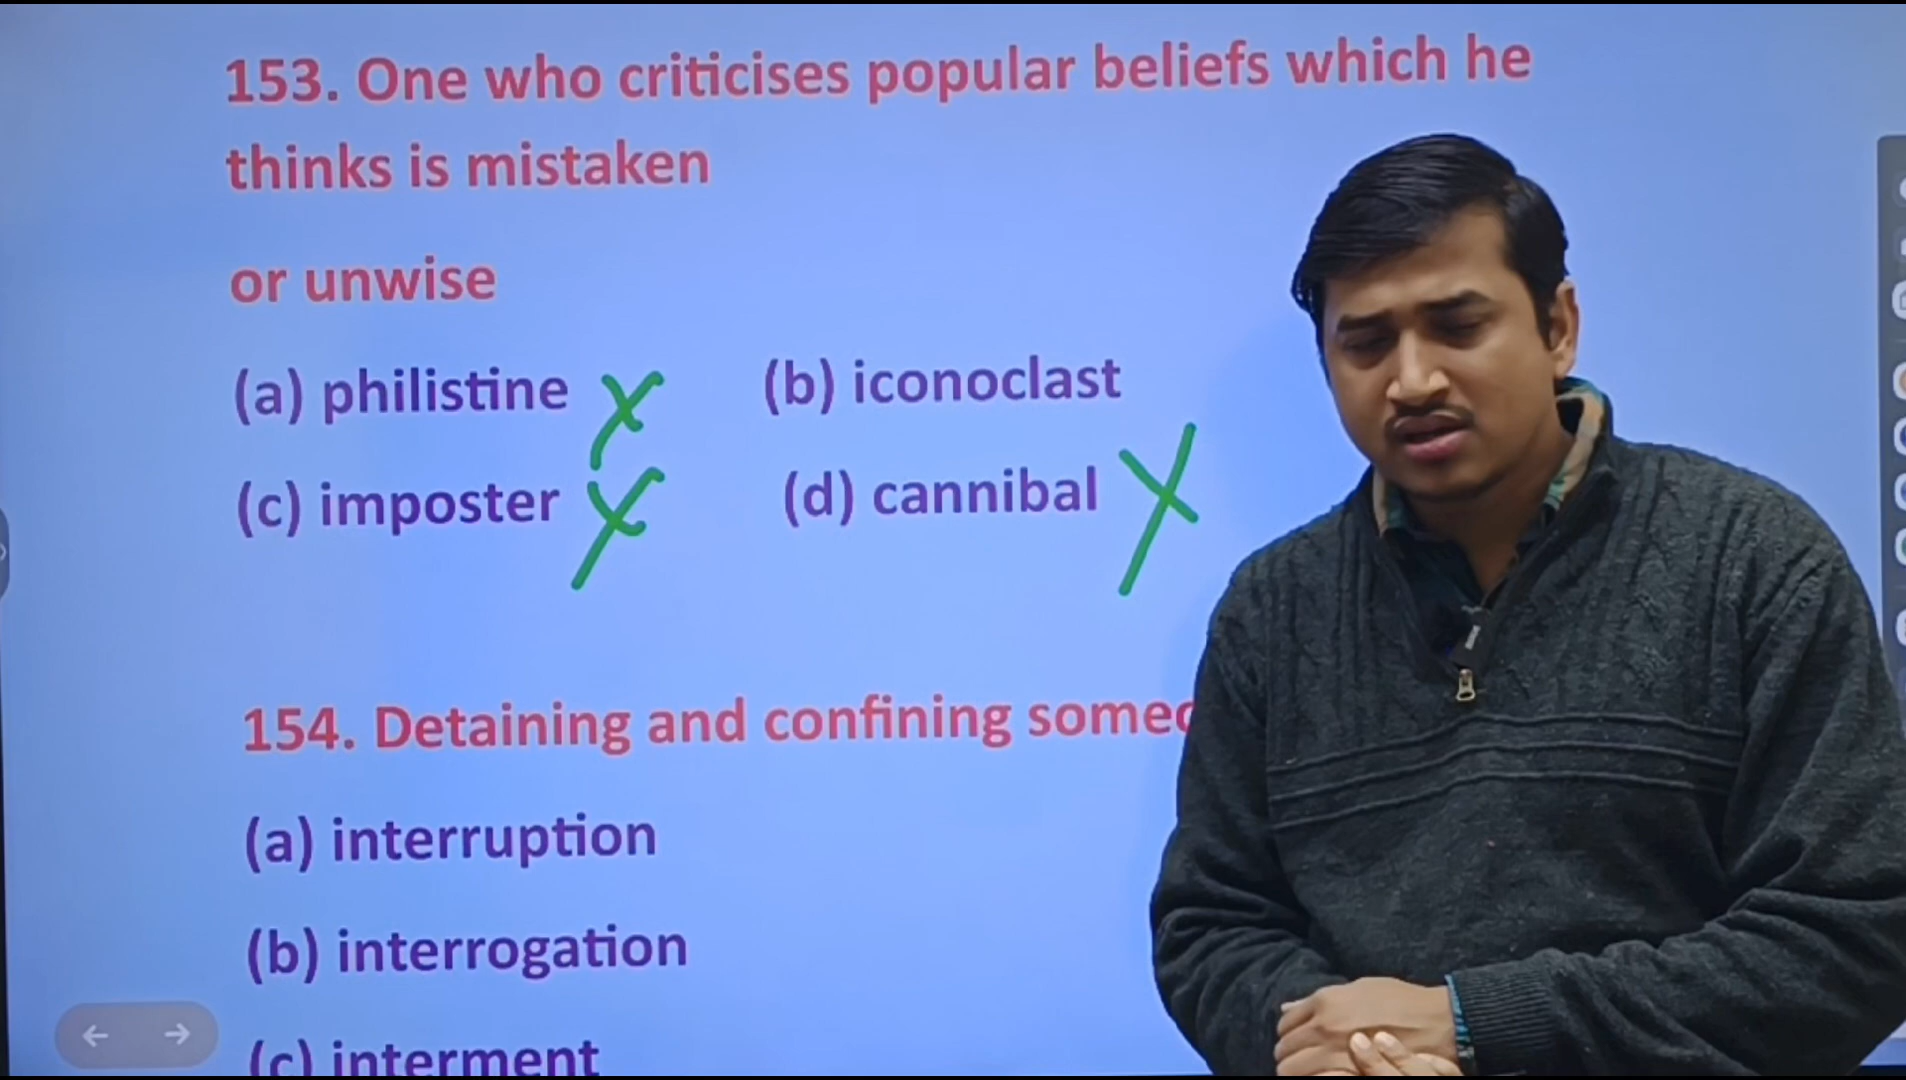 153. One who criticises popular beliefs which he
thinks is mistaken
or unwise
(a) philistine (b) iconoclast
(c) imposter (d) cannibal
154. Detaining and confining
(a) interruption
(b) interrogation
(c) interment